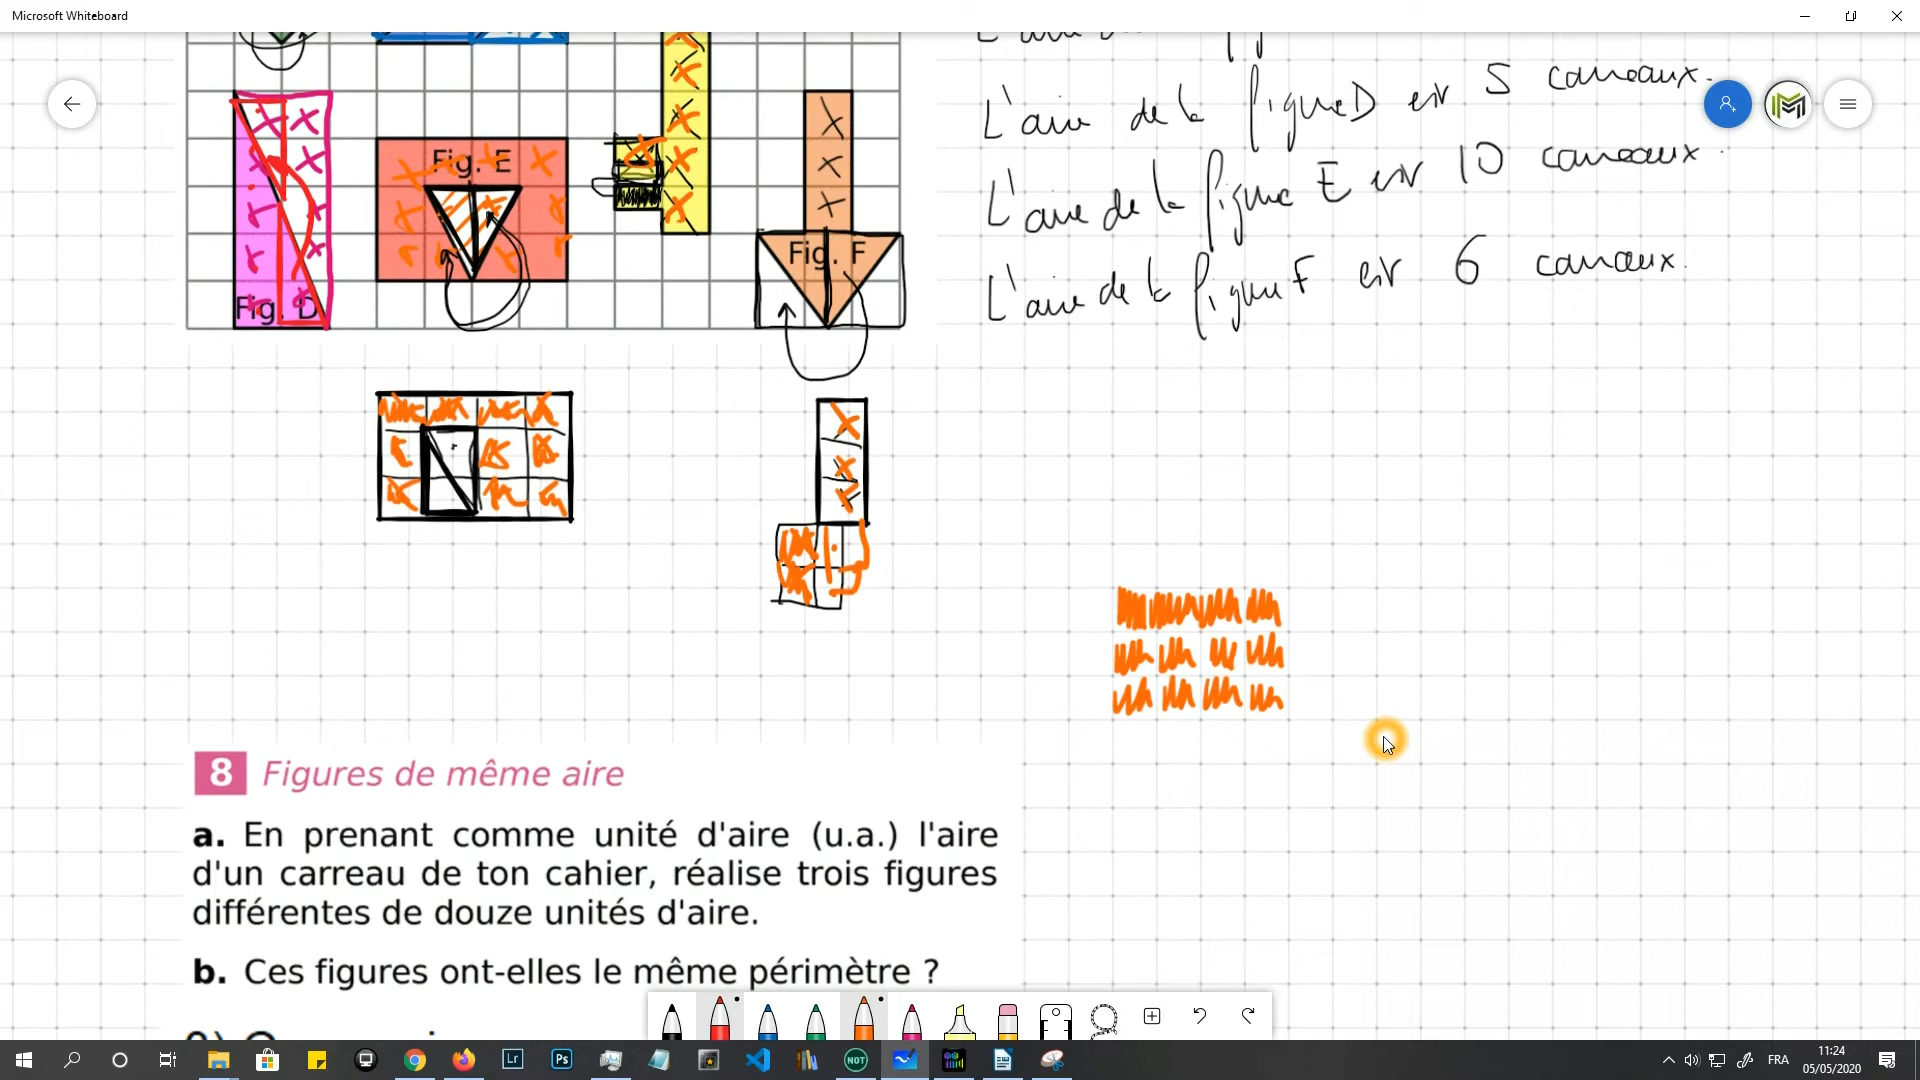 Microsoft Whiteboard
L'aire de la figure D est 5 carreaux.
Fig. E
L'aire de la figure E est 10 carreaux.
Fig. F
L'aire de la figure F est 6 carreaux.
Fig. D
8 Figures de même aire
a. En prenant comme unité d'aire (u.a.) l'aire
d'un carreau de ton cahier, réalise trois figures
différentes de douze unités d'aire.
b. Ces figures ont-elles le même périmètre ?
Lr
Ps
NOT
FRA
11:24
05/05/2020